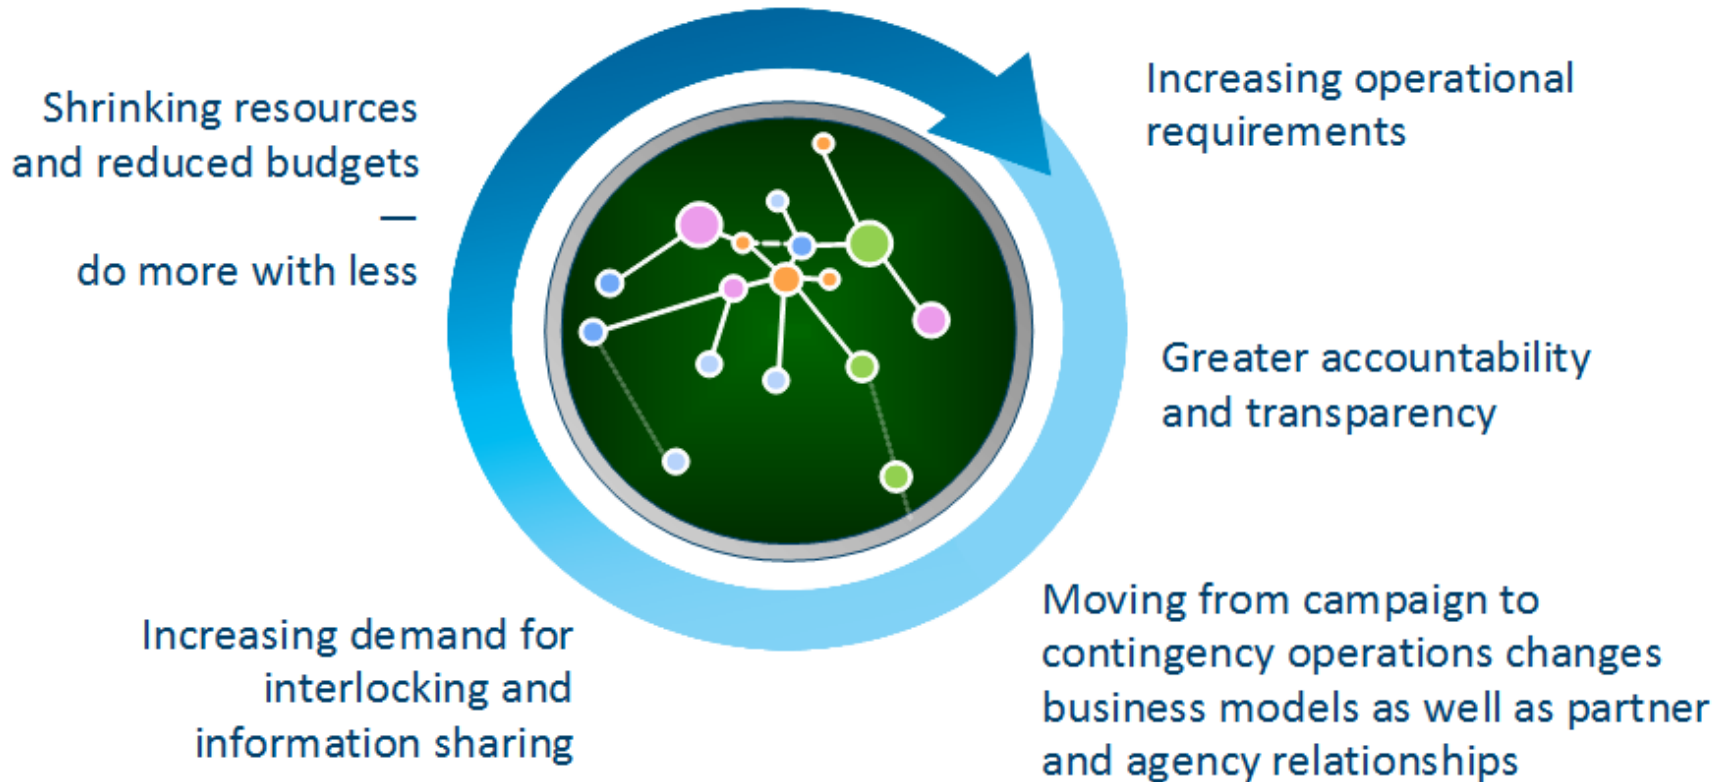 Shrinking resources
and reduced budgets
—
do more with less
Increasing operational
requirements
Greater accountability
and transparency
Moving from campaign to
contingency operations changes
business models as well as partner
and agency relationships
Increasing demand for
interlocking and
information sharing